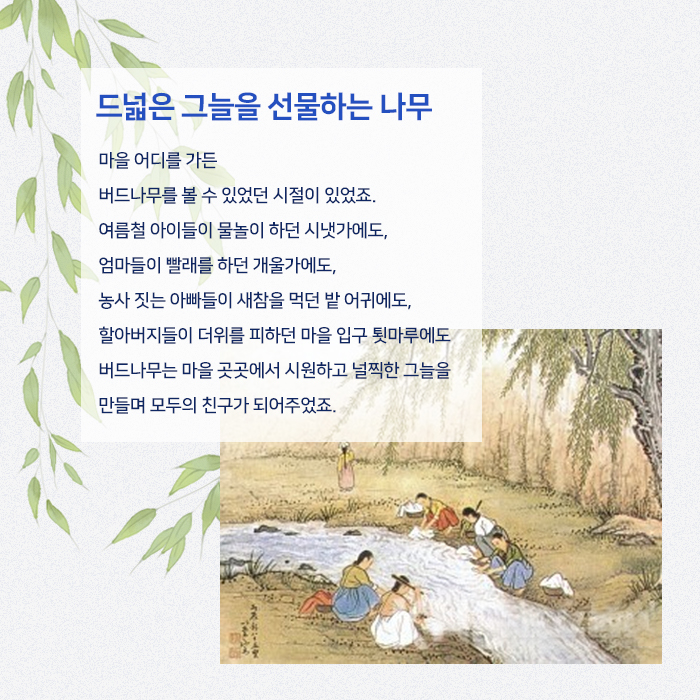 드넓은 그늘을 선물하는 나무
마을 어디를 가든
버드나무를 볼 수 있었던 시절이 있었죠.
여름철 아이들이 물놀이 하던 시냇가에도,
엄마들이 빨래를 하던 개울가에도,
농사 짓는 아빠들이 새참을 먹던 밭 어귀에도,
할아버지들이 더위를 피하던 마을 입구 툇마루에도
버드나무는 마을 곳곳에서 시원하고 널찍한 그늘을
만들며 모두의 친구가 되어주었죠.